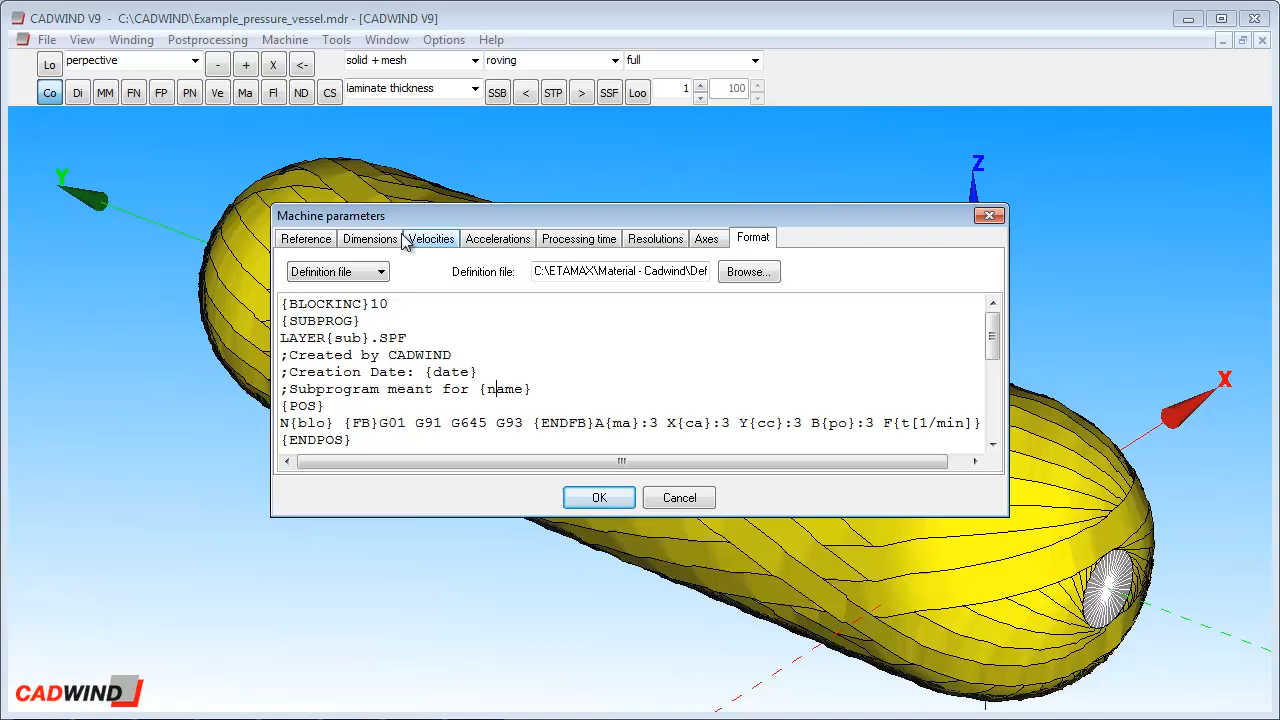 CADWIND V9 - C:\CADWIND\Example_pressure_vessel.mdr - [CADWIND V9]
File View Winding Postprocessing Machine Tools Window Options Help
Lo perpective - + X <- solid + mesh roving full
Co Di MM FN FP PN Ve Ma Fl ND CS laminate thickness SSB < STP > SSF Loo 1 100
Y
Z
X
Machine parameters
Reference Dimensions Velocities Accelerations Processing time Resolutions Axes Format
Definition file Definition file: C:\ETAMAX\Material - Cadwind\Def Browse...
{BLOCKINC}10
{SUBPROG}
LAYER{sub}.SPF
;Created by CADWIND
;Creation Date: {date}
;Subprogram meant for {name}
{POS}
N{blo} {FB}G01 G91 G645 G93 {ENDFB}A{ma}:3 X{ca}:3 Y{cc}:3 B{po}:3 F{t[1/min]}
{ENDPOS}
OK Cancel
CADWIND